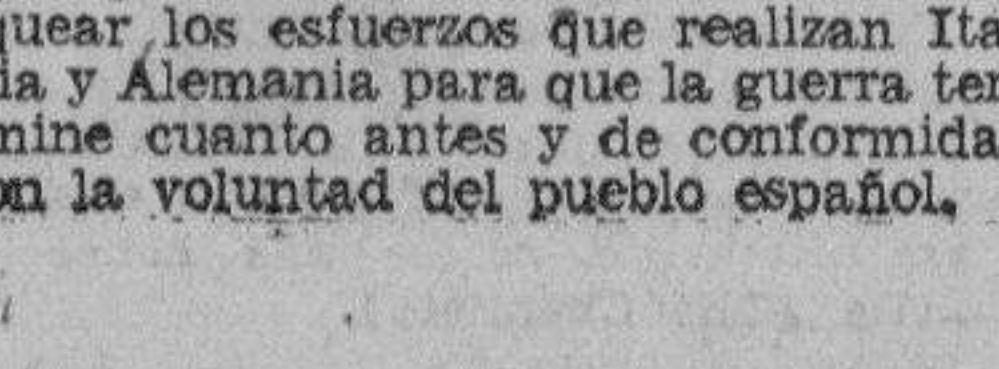 quear los esfuerzos que realizan Ita
ia y Alemania para que la guerra ter
mine cuanto antes y de conformida
on la voluntad del pueblo español.